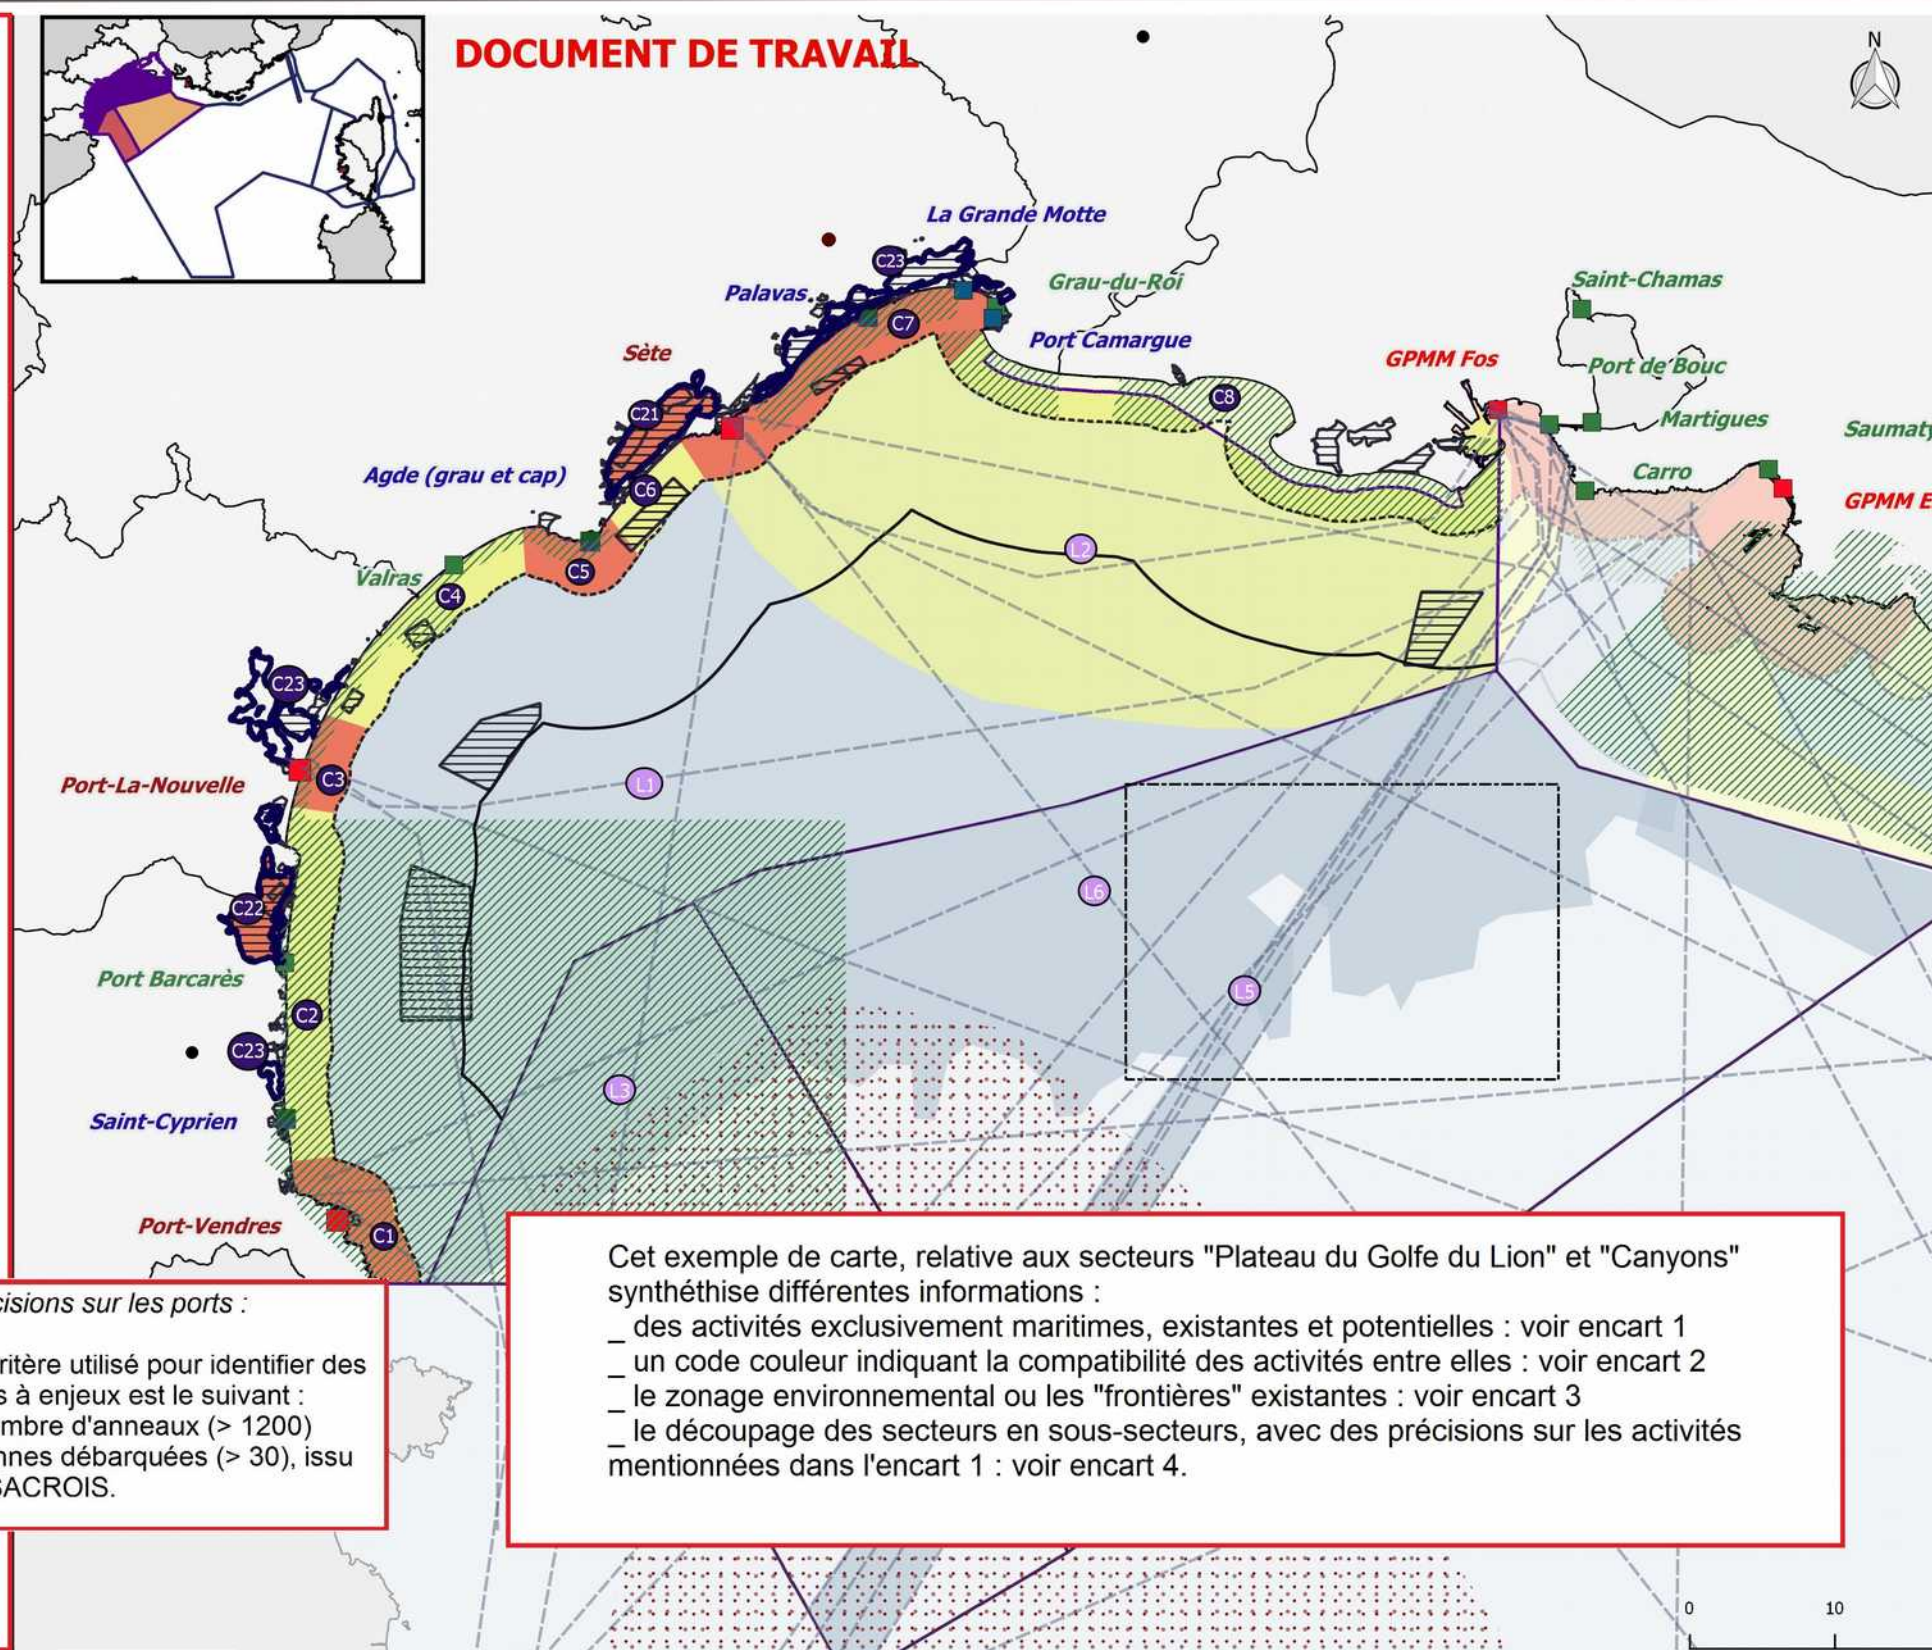 DOCUMENT DE TRAVAIL
N
La Grande Motte
C23
Grau-du-Roi
Saint-Chamas
Palavas
C7
Port Camargue
Sète
GPMM Fos
Port de Bouc
C21
C8
Martigues
Saumaty
Agde (grau et cap)
C6
Carro
GPMM E
L2
Valras
C5
C4
C23
Port-La-Nouvelle
C3
L1
C22
L6
Port Barcarès
L5
C2
C23
L3
Saint-Cyprien
Port-Vendres
C1
cisions sur les ports :
ritère utilisé pour identifier des
s à enjeux est le suivant :
mbre d'anneaux (> 1200)
nnes débarquées (> 30), issu
SACROIS.
Cet exemple de carte, relative aux secteurs "Plateau du Golfe du Lion" et "Canyons"
synthéthise différentes informations :
_ des activités exclusivement maritimes, existantes et potentielles : voir encart 1
_ un code couleur indiquant la compatibilité des activités entre elles : voir encart 2
_ le zonage environnemental ou les "frontières" existantes : voir encart 3
_ le découpage des secteurs en sous-secteurs, avec des précisions sur les activités
mentionnées dans l'encart 1 : voir encart 4.
0 10